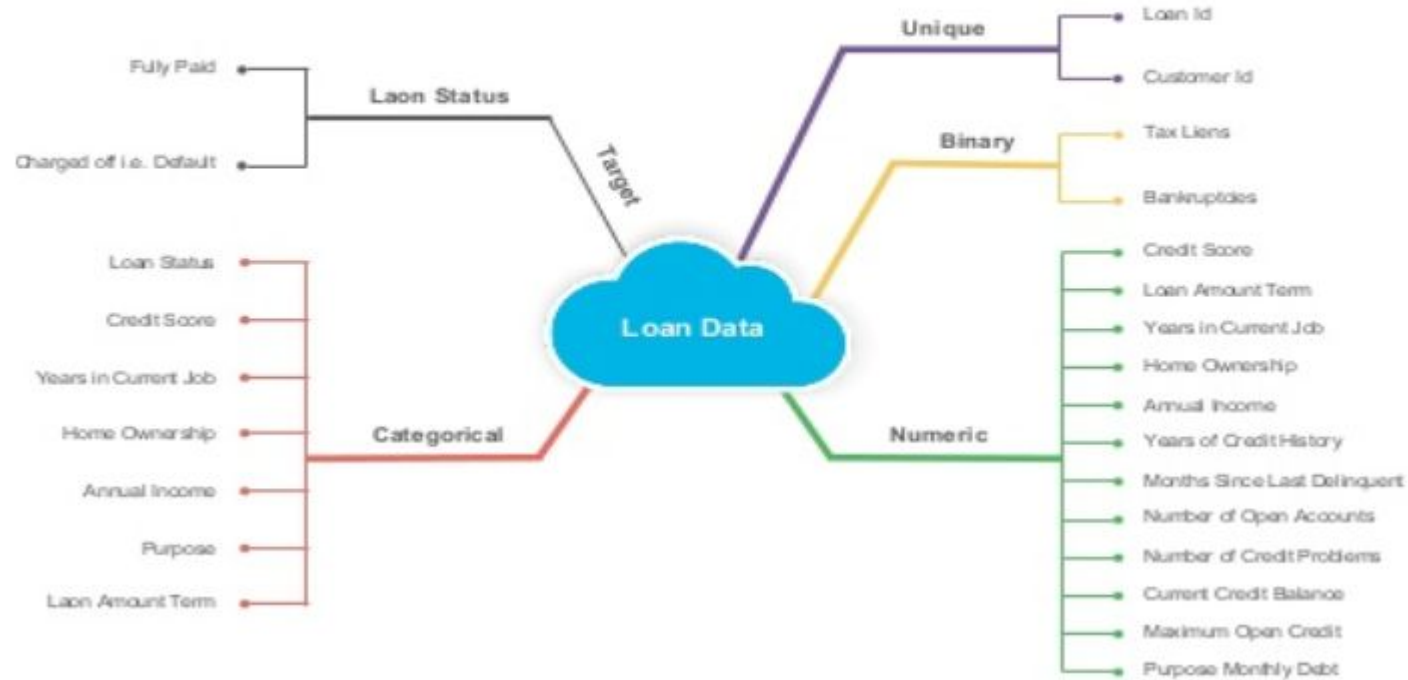 Fully Paid
Laon Status
Charged off i.e. Default
Target
Loan Status
Credit Score
Years in Current Job
Home Ownership
Categorical
Annual Income
Purpose
Laon Amount Term
Loan Data
Unique
Loan Id
Customer Id
Binary
Tax Liens
Bankruptcies
Numeric
Credit Score
Loan Amount Term
Years in Current Job
Home Ownership
Annual Income
Years of Credit History
Months Since Last Delinquent
Number of Open Accounts
Number of Credit Problems
Current Credit Balance
Maximum Open Credit
Purpose Monthly Debt